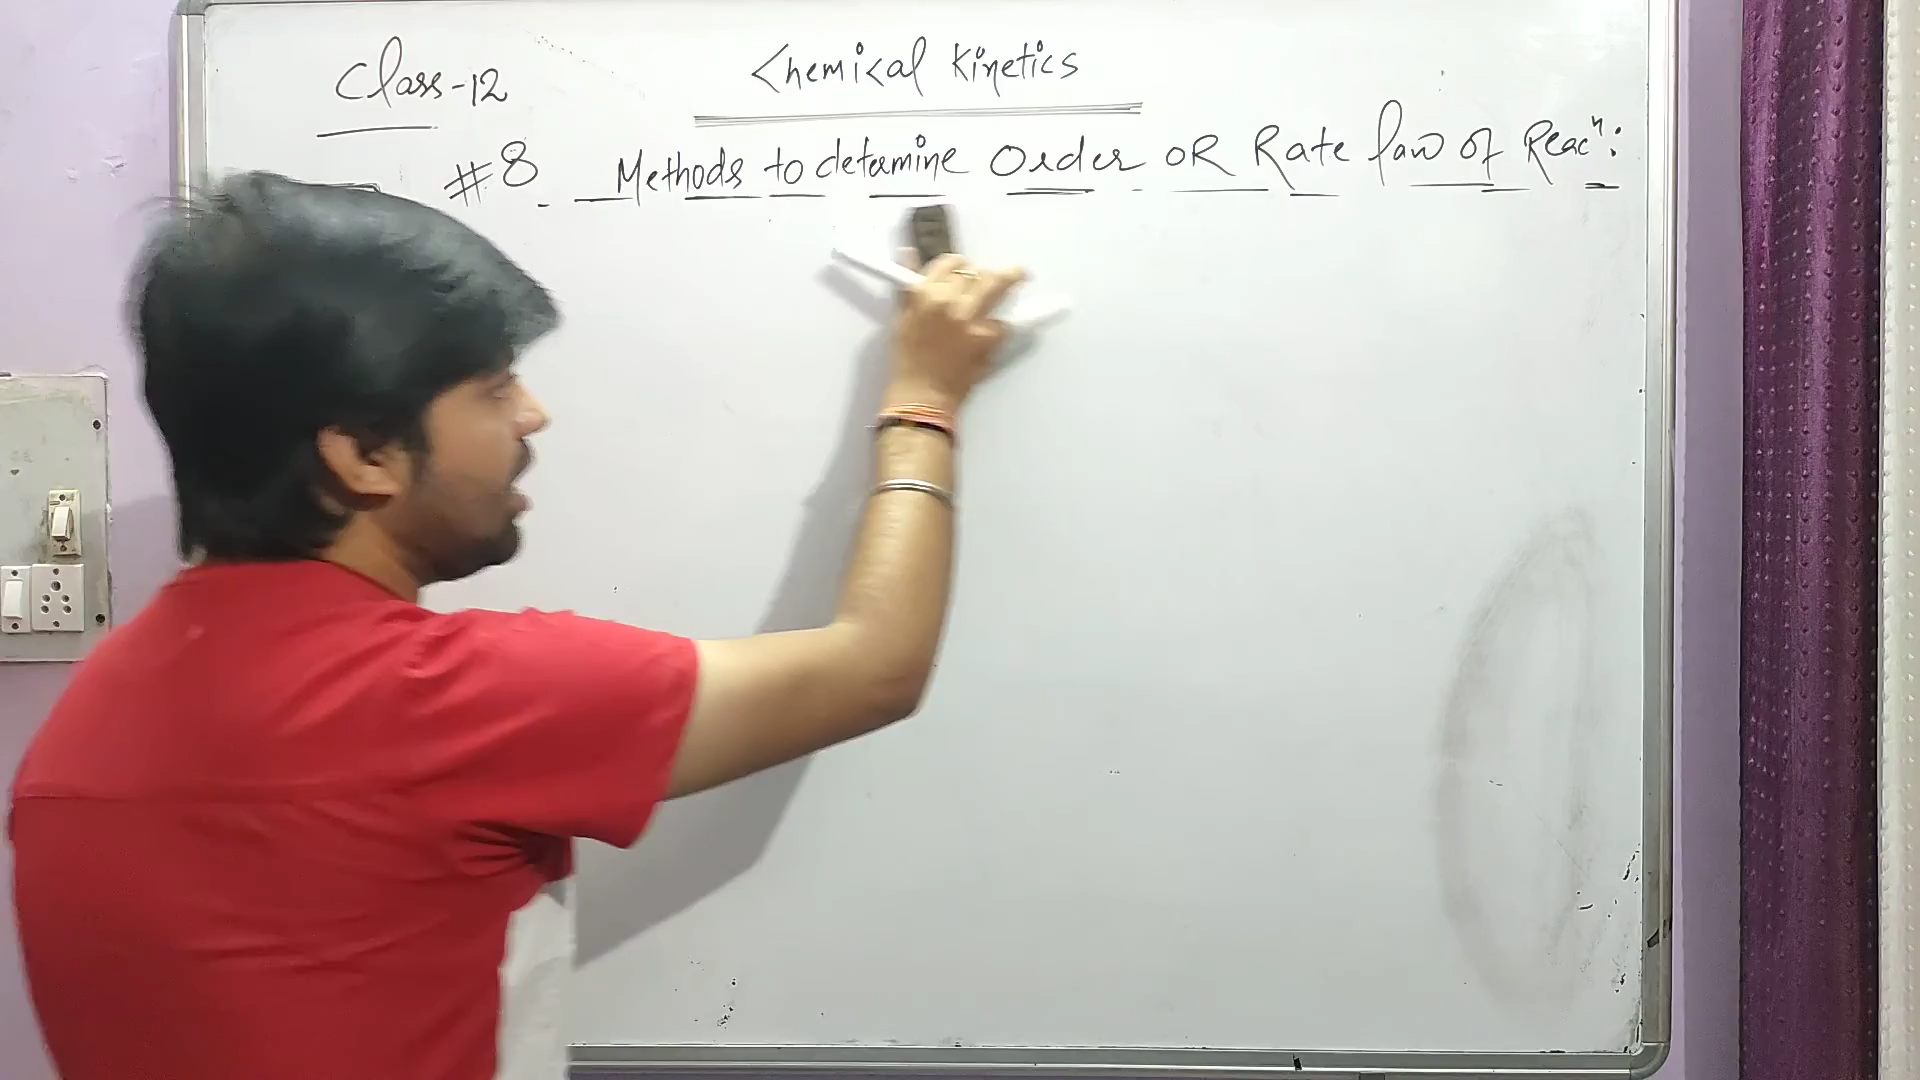 Class-12
Chemical Kinetics
#8 Methods to determine Order OR Rate law of Reacⁿ: